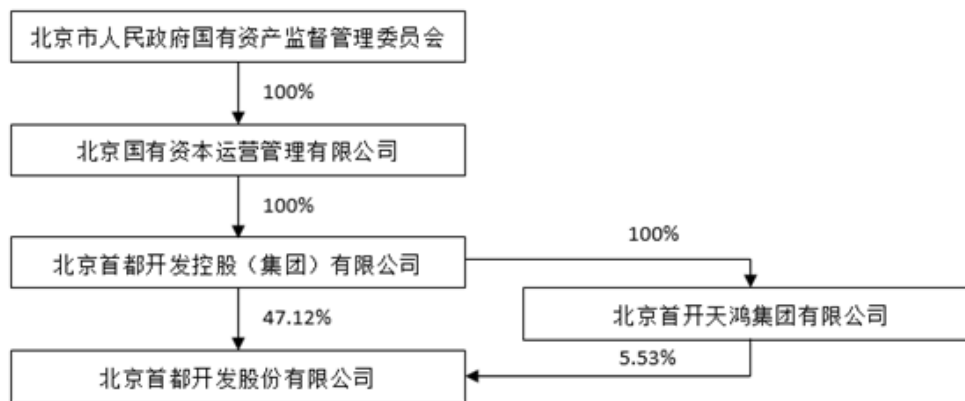 北京市人民政府国有资产监督管理委员会
100%
北京国有资本运营管理有限公司
100%
100%
北京首都开发控股（集团）有限公司
北京首开天鸿集团有限公司
47.12%
5.53%
北京首都开发股份有限公司